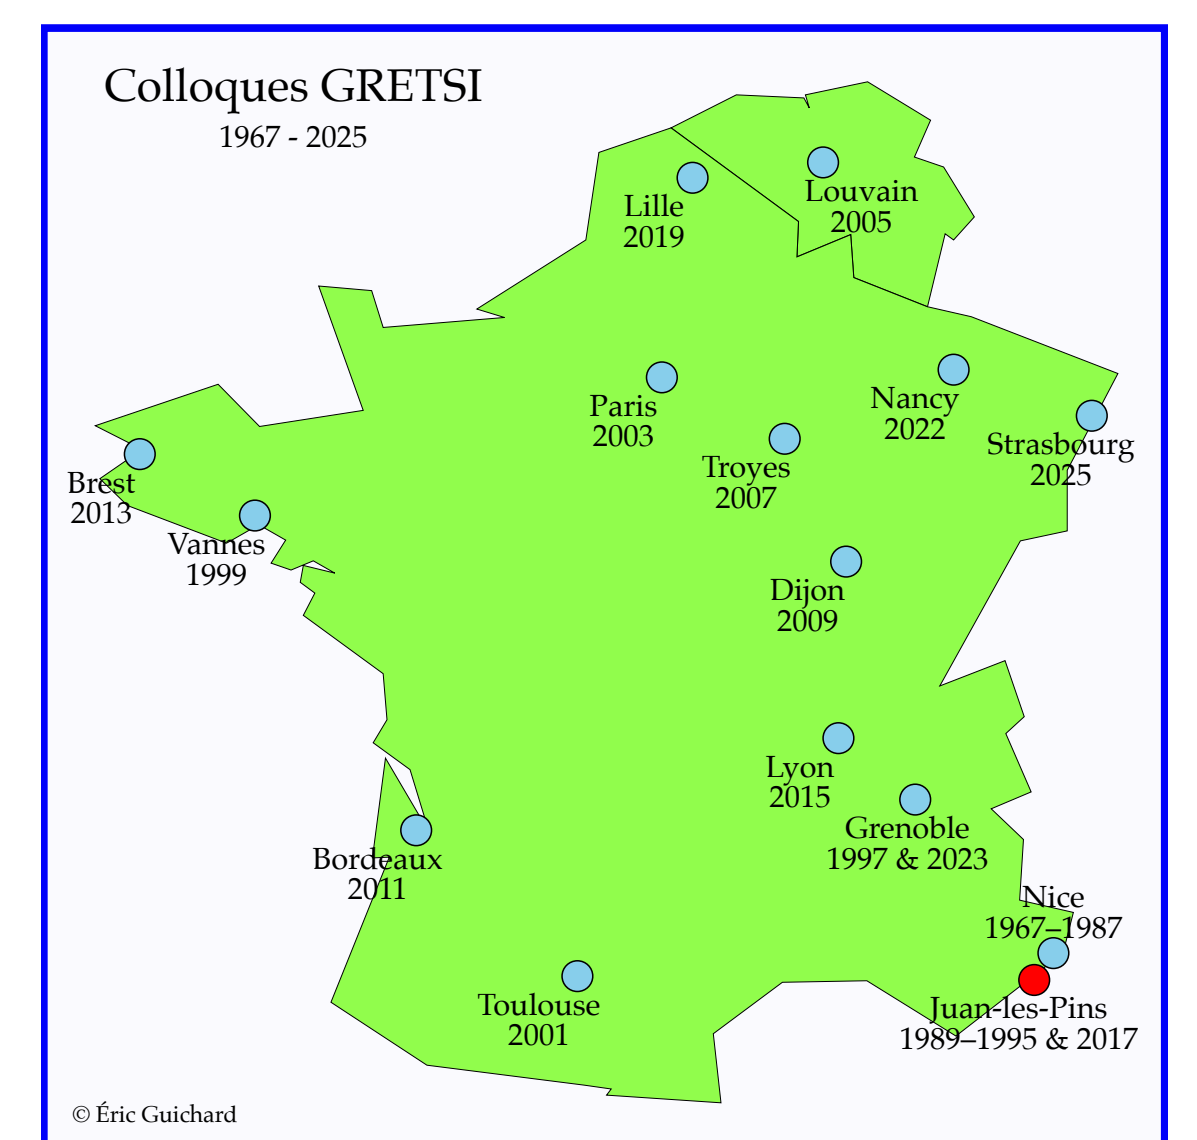 Colloques GRETSI
1967 - 2025
Louvain
2005
Lille
2019
Paris
2003
Nancy
2022
Strasbourg
2025
Troyes
2007
Brest
2013
Vannes
1999
Dijon
2009
Lyon
2015
Grenoble
1997 & 2023
Bordeaux
2011
Nice
1967–1987
Toulouse
2001
Juan-les-Pins
1989–1995 & 2017
© Éric Guichard